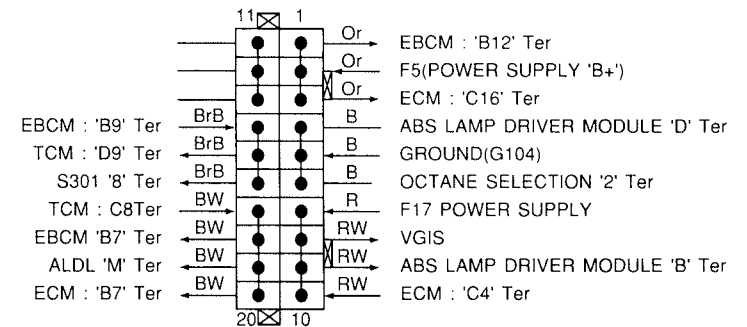 11 1
Or EBCM : 'B12' Ter
Or F5(POWER SUPPLY 'B+')
Or ECM : 'C16' Ter
EBCM : 'B9' Ter BrB B ABS LAMP DRIVER MODULE 'D' Ter
TCM : 'D9' Ter BrB B GROUND(G104)
S301 '8' Ter BrB B OCTANE SELECTION '2' Ter
TCM : C8Ter BW R F17 POWER SUPPLY
EBCM 'B7' Ter BW RW VGIS
ALDL 'M' Ter BW RW ABS LAMP DRIVER MODULE 'B' Ter
ECM : 'B7' Ter BW RW ECM : 'C4' Ter
20 10